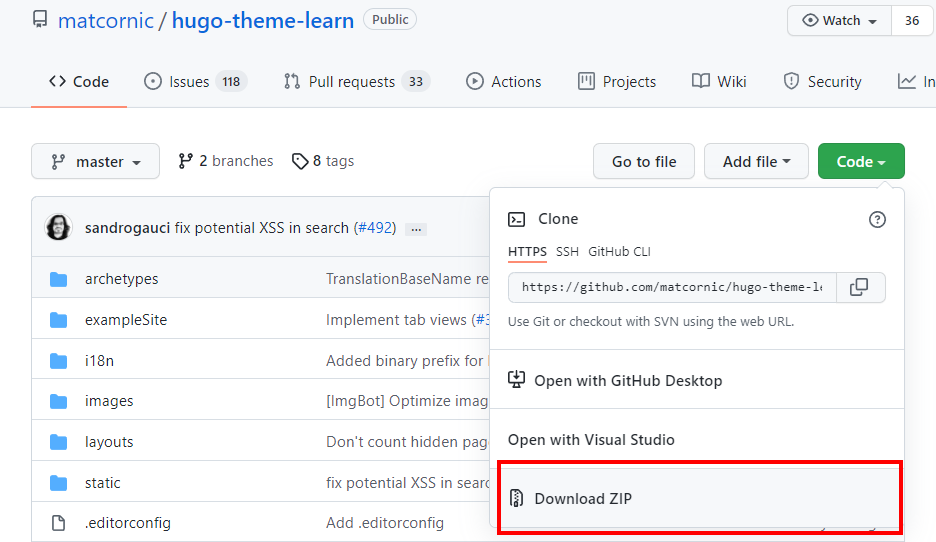 matcornic / hugo-theme-learn Public Watch 36
Code Issues 118 Pull requests 33 Actions Projects Wiki Security In
master 2 branches 8 tags Go to file Add file Code
sandrogauci fix potential XSS in search (#492) ...
Clone
HTTPS SSH GitHub CLI
archetypes TranslationBaseName re
https://github.com/matcornic/hugo-theme-le
exampleSite Implement tab views (#3
Use Git or checkout with SVN using the web URL.
i18n Added binary prefix for
Open with GitHub Desktop
images [ImgBot] Optimize imag
layouts Don't count hidden pag
Open with Visual Studio
static fix potential XSS in searc
Download ZIP
.editorconfig Add .editorconfig